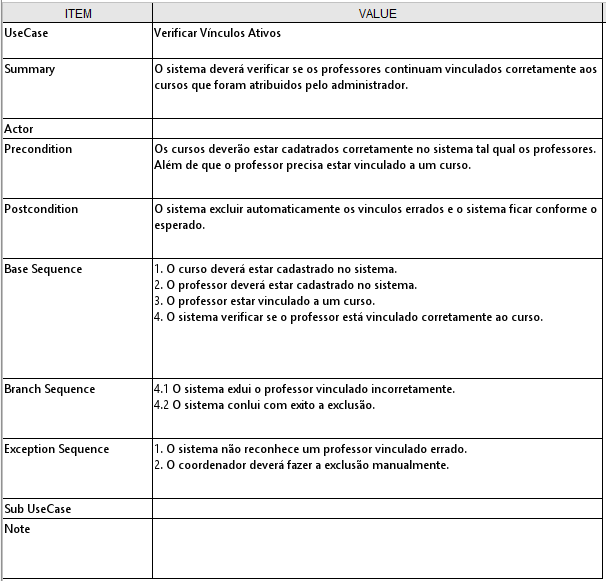 ITEM VALUE
UseCase Verificar Vínculos Ativos
Summary O sistema deverá verificar se os professores continuam vinculados corretamente aos
cursos que foram atribuidos pelo administrador.
Actor
Precondition Os cursos deverão estar cadatrados corretamente no sistema tal qual os professores.
Além de que o professor precisa estar vinculado a um curso.
Postcondition O sistema excluir automaticamente os vinculos errados e o sistema ficar conforme o
esperado.
Base Sequence 1. O curso deverá estar cadastrado no sistema.
2. O professor deverá estar cadastrado no sistema.
3. O professor estar vinculado a um curso.
4. O sistema verificar se o professor está vinculado corretamente ao curso.
Branch Sequence 4.1 O sistema exlui o professor vinculado incorretamente.
4.2 O sistema conlui com exito a exclusão.
Exception Sequence 1. O sistema não reconhece um professor vinculado errado.
2. O coordenador deverá fazer a exclusão manualmente.
Sub UseCase
Note